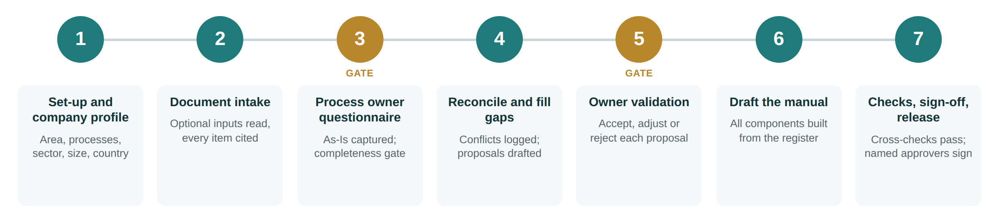 1
2
3
4
5
6
7
GATE
GATE
Set-up and
company profile
Area, processes,
sector, size, country
Document intake
Optional inputs read,
every item cited
Process owner
questionnaire
As-Is captured;
completeness gate
Reconcile and fill
gaps
Conflicts logged;
proposals drafted
Owner validation
Accept, adjust or
reject each proposal
Draft the manual
All components built
from the register
Checks, sign-off,
release
Cross-checks pass;
named approvers sign